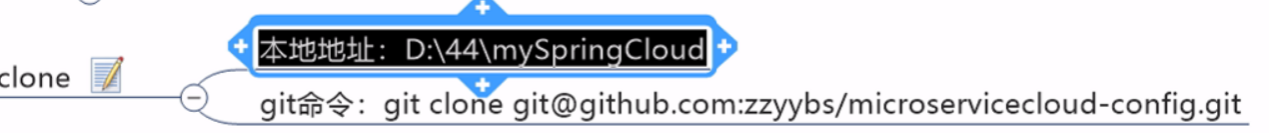 本地地址：D:\44\mySpringCloud
clone
git命令：git clone git@github.com:zzyybs/microservicecloud-config.git